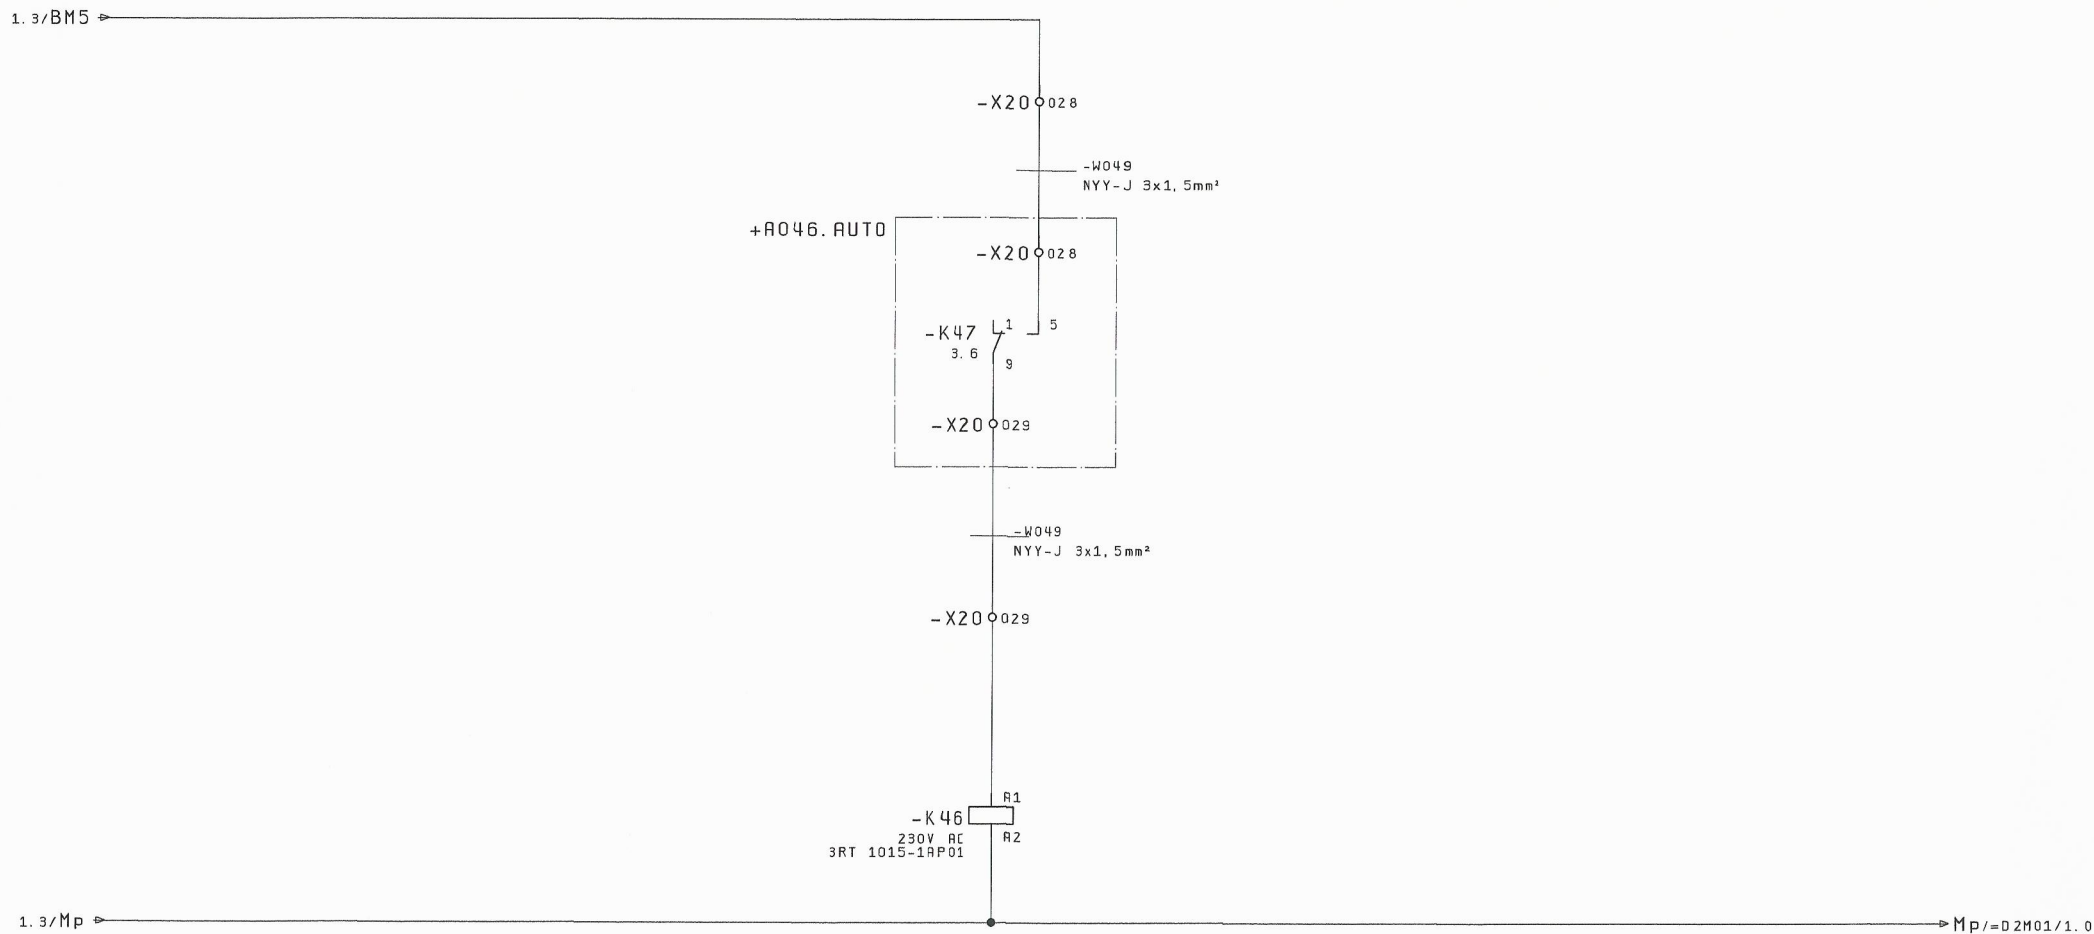 1.3/BM5
-X20 028
-W049
NYY-J 3x1,5mm²
+A046.AUTO
-X20 028
-K47 1 5
3.6
9
-X20 029
-W049
NYY-J 3x1,5mm²
-X20 029
A1
-K46
230V AC A2
3RT 1015-1AP01
1.3/Mp
Mp/=D2M01/1.0